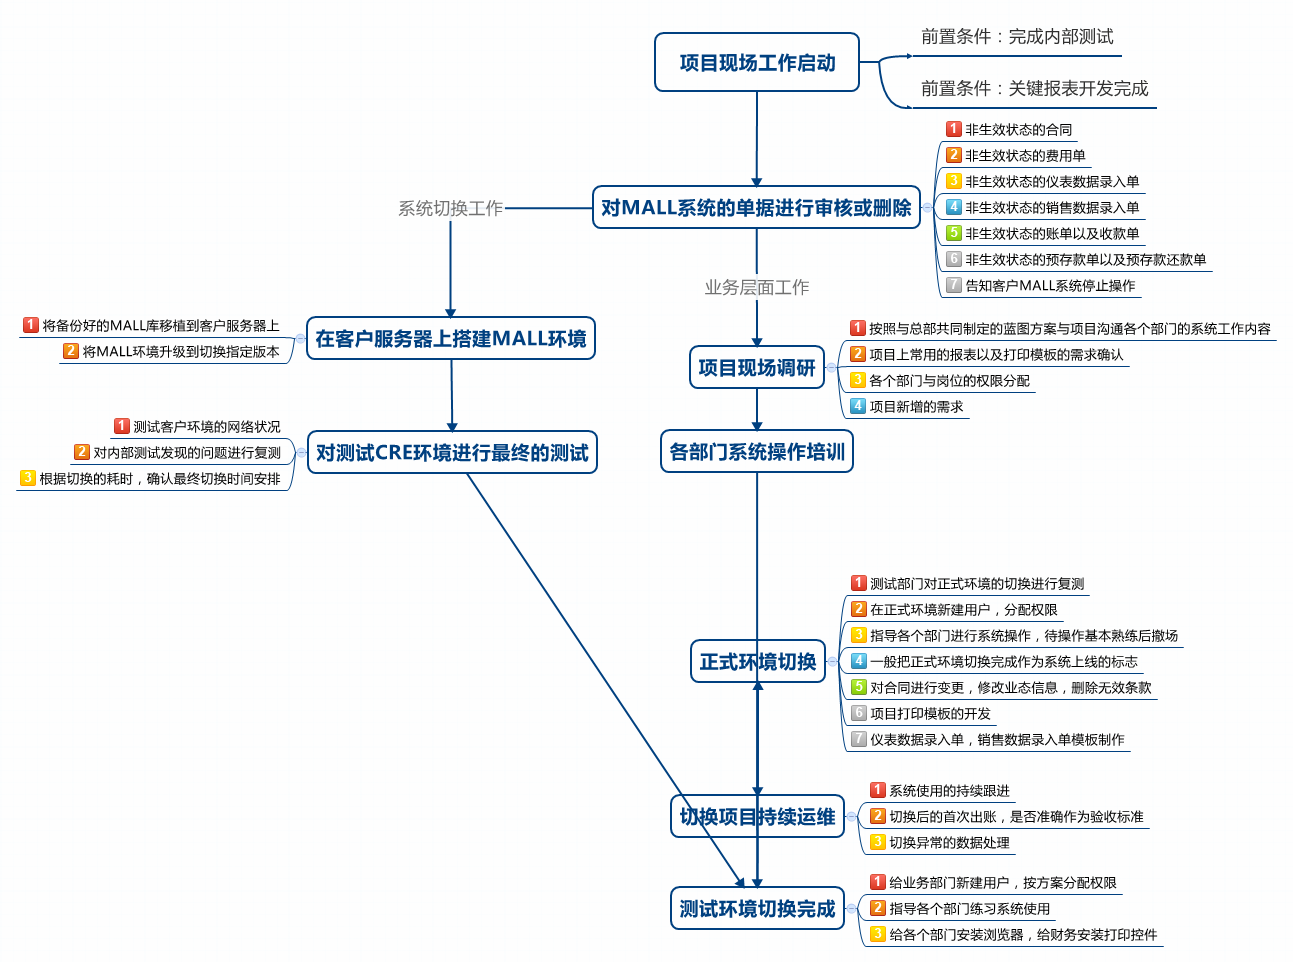 项目现场工作启动
前置条件：完成内部测试
前置条件：关键报表开发完成
对MALL系统的单据进行审核或删除
1 非生效状态的合同
2 非生效状态的费用单
3 非生效状态的仪表数据录入单
4 非生效状态的销售数据录入单
5 非生效状态的账单以及收款单
6 非生效状态的预存款单以及预存款还款单
7 告知客户MALL系统停止操作
系统切换工作
业务层面工作
1 将备份好的MALL库移植到客户服务器上
2 将MALL环境升级到切换指定版本
在客户服务器上搭建MALL环境
项目现场调研
1 按照与总部共同制定的蓝图方案与项目沟通各个部门的系统工作内容
2 项目上常用的报表以及打印模板的需求确认
3 各个部门与岗位的权限分配
4 项目新增的需求
1 测试客户环境的网络状况
2 对内部测试发现的问题进行复测
3 根据切换的耗时，确认最终切换时间安排
对测试CRE环境进行最终的测试
各部门系统操作培训
正式环境切换
1 测试部门对正式环境的切换进行复测
2 在正式环境新建用户，分配权限
3 指导各个部门进行系统操作，待操作基本熟练后撤场
4 一般把正式环境切换完成作为系统上线的标志
5 对合同进行变更，修改业态信息，删除无效条款
6 项目打印模板的开发
7 仪表数据录入单，销售数据录入单模板制作
切换项目持续运维
1 系统使用的持续跟进
2 切换后的首次出账，是否准确作为验收标准
3 切换异常的数据处理
测试环境切换完成
1 给业务部门新建用户，按方案分配权限
2 指导各个部门练习系统使用
3 给各个部门安装浏览器，给财务安装打印控件